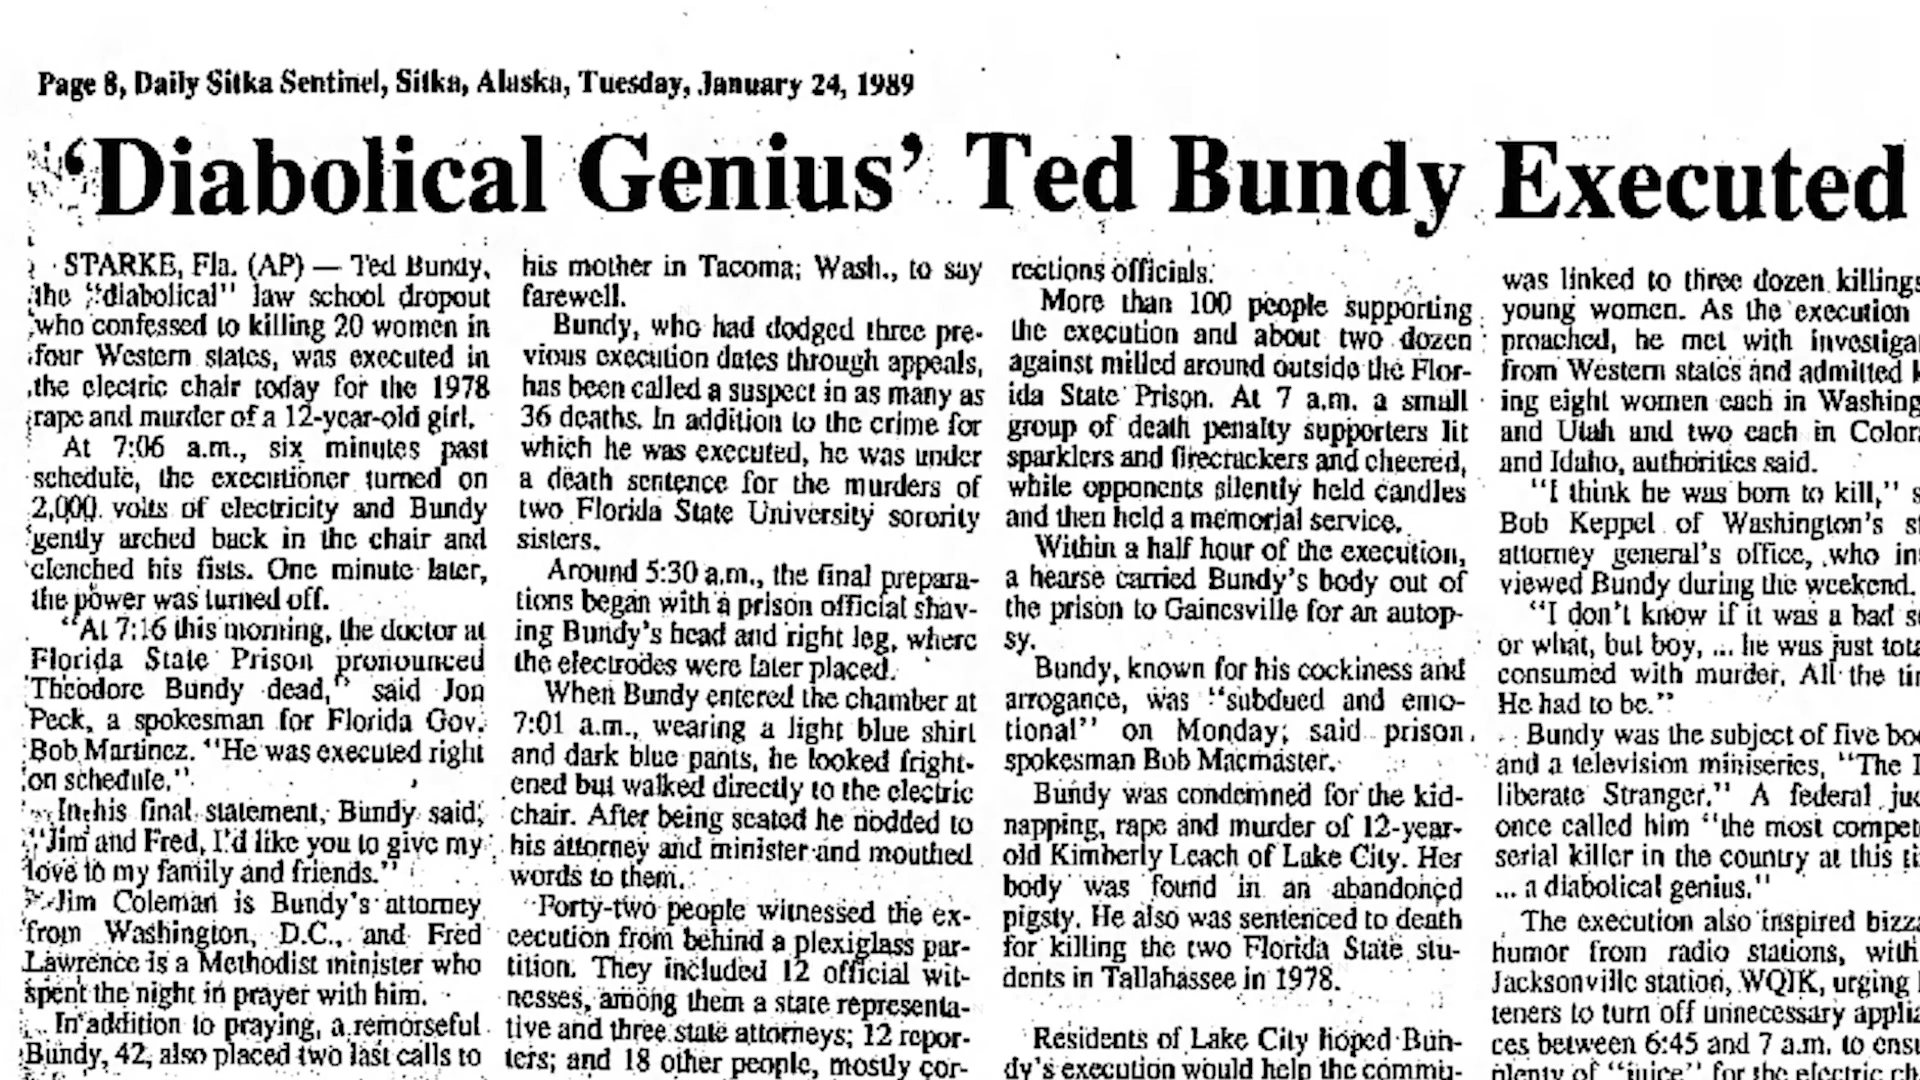 Page 8, Daily Sitka Sentinel, Sitka, Alaska, Tuesday, January 24, 1989
‘Diabolical Genius’ Ted Bundy Executed
STARKE, Fla. (AP) — Ted Bundy,
the “diabolical” law school dropout
who confessed to killing 20 women in
four Western states, was executed in
the electric chair today for the 1978
rape and murder of a 12-year-old girl.
At 7:06 a.m., six minutes past
schedule, the executioner turned on
2,000 volts of electricity and Bundy
gently arched back in the chair and
clenched his fists. One minute later,
the power was turned off.
“At 7:16 this morning, the doctor at
Florida State Prison pronounced
Theodore Bundy dead,” said Jon
Peck, a spokesman for Florida Gov.
Bob Martinez. “He was executed right
on schedule.”
In his final statement, Bundy said,
“Jim and Fred, I’d like you to give my
love to my family and friends.”
Jim Coleman is Bundy’s attorney
from Washington, D.C., and Fred
Lawrence is a Methodist minister who
spent the night in prayer with him.
In addition to praying, a remorseful
Bundy, 42, also placed two last calls to
his mother in Tacoma, Wash., to say
farewell.
Bundy, who had dodged three pre-
vious execution dates through appeals,
has been called a suspect in as many as
36 deaths. In addition to the crime for
which he was executed, he was under
a death sentence for the murders of
two Florida State University sorority
sisters.
Around 5:30 a.m., the final prepara-
tions began with a prison official shav-
ing Bundy’s head and right leg, where
the electrodes were later placed.
When Bundy entered the chamber at
7:01 a.m., wearing a light blue shirt
and dark blue pants, he looked fright-
ened but walked directly to the electric
chair. After being seated he nodded to
his attorney and minister and mouthed
words to them.
Forty-two people witnessed the ex-
ecution from behind a plexiglass par-
tition. They included 12 official wit-
nesses, among them a state representa-
tive and three state attorneys; 12 repor-
ters; and 18 other people, mostly cor-
rections officials.
More than 100 people supporting
the execution and about two dozen
against milled around outside the Flor-
ida State Prison. At 7 a.m. a small
group of death penalty supporters lit
sparklers and firecrackers and cheered,
while opponents silently held candles
and then held a memorial service.
Within a half hour of the execution,
a hearse carried Bundy’s body out of
the prison to Gainesville for an autop-
sy.
Bundy, known for his cockiness and
arrogance, was “subdued and emo-
tional” on Monday, said prison
spokesman Bob Macmaster.
Bundy was condemned for the kid-
napping, rape and murder of 12-year-
old Kimberly Leach of Lake City. Her
body was found in an abandoned
pigsty. He also was sentenced to death
for killing the two Florida State stu-
dents in Tallahassee in 1978.
Residents of Lake City hoped Bun-
dy’s execution would help the commu-
was linked to three dozen killings
young women. As the execution
proached, he met with investiga
from Western states and admitted k
ing eight women each in Washing
and Utah and two each in Color
and Idaho, authorities said.
“I think he was born to kill,” s
Bob Keppel of Washington’s st
attorney general’s office, who in
viewed Bundy during the weekend.
“I don’t know if it was a bad s
or what, but boy, ... he was just tota
consumed with murder. All the tim
He had to be.”
Bundy was the subject of five bo
and a television miniseries, “The D
liberate Stranger.” A federal jud
once called him “the most compet
serial killer in the country at this ti
... a diabolical genius.”
The execution also inspired bizza
humor from radio stations, with
Jacksonville station, WQIK, urging l
teners to turn off unnecessary applia
ces between 6:45 and 7 a.m. to ensu
plenty of “juice” for the electric ch